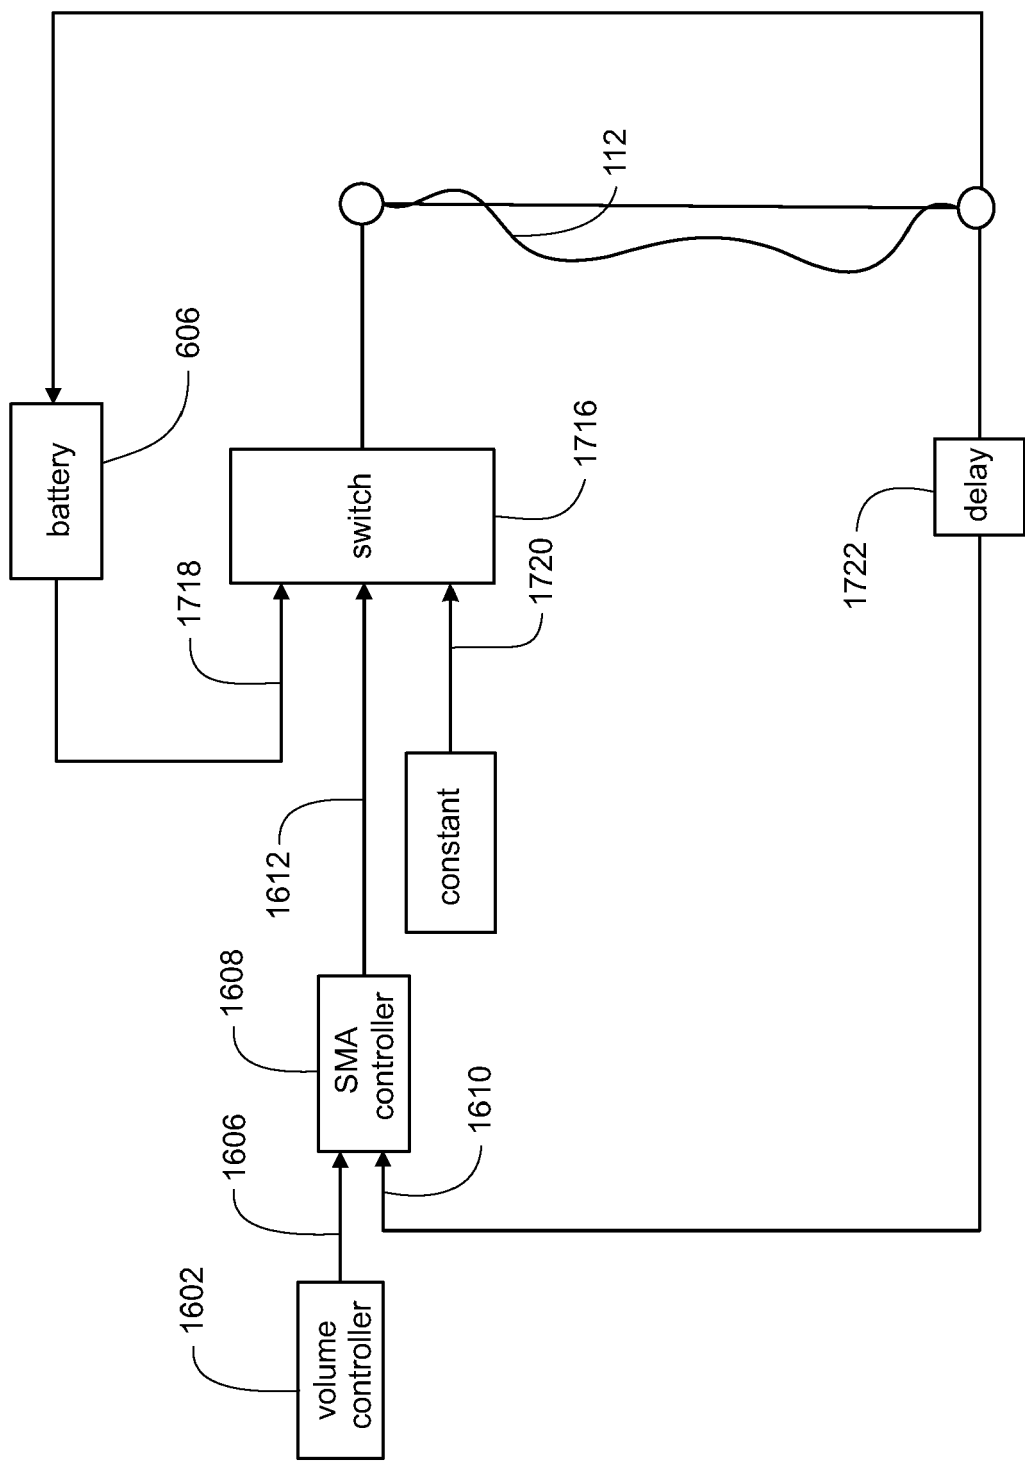 volume
controller
1602
1606
SMA
controller
1608
1610
1612
constant
1720
1718
switch
1716
battery
606
112
delay
1722